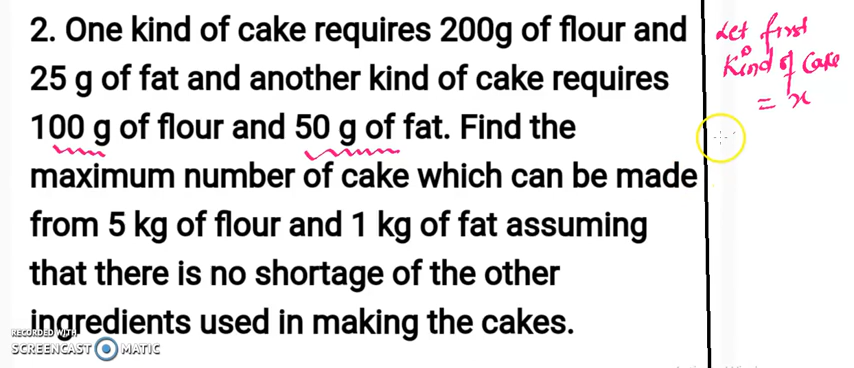 2. One kind of cake requires 200g of flour and
25 g of fat and another kind of cake requires
100 g of flour and 50 g of fat. Find the
maximum number of cake which can be made
from 5 kg of flour and 1 kg of fat assuming
that there is no shortage of the other
ingredients used in making the cakes.
Let first
kind of cake
= x
RECORDED WITH
SCREENCAST MATIC